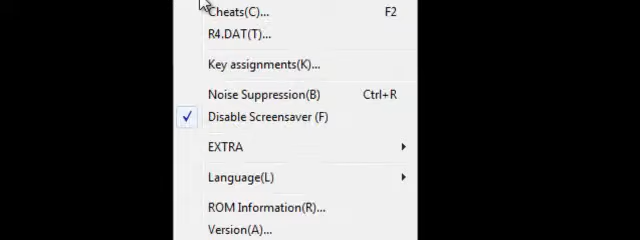 Cheats(C)... F2
R4.DAT(T)...
Key assignments(K)...
Noise Suppression(B) Ctrl+R
Disable Screensaver (F)
EXTRA
Language(L)
ROM Information(R)...
Version(A)...